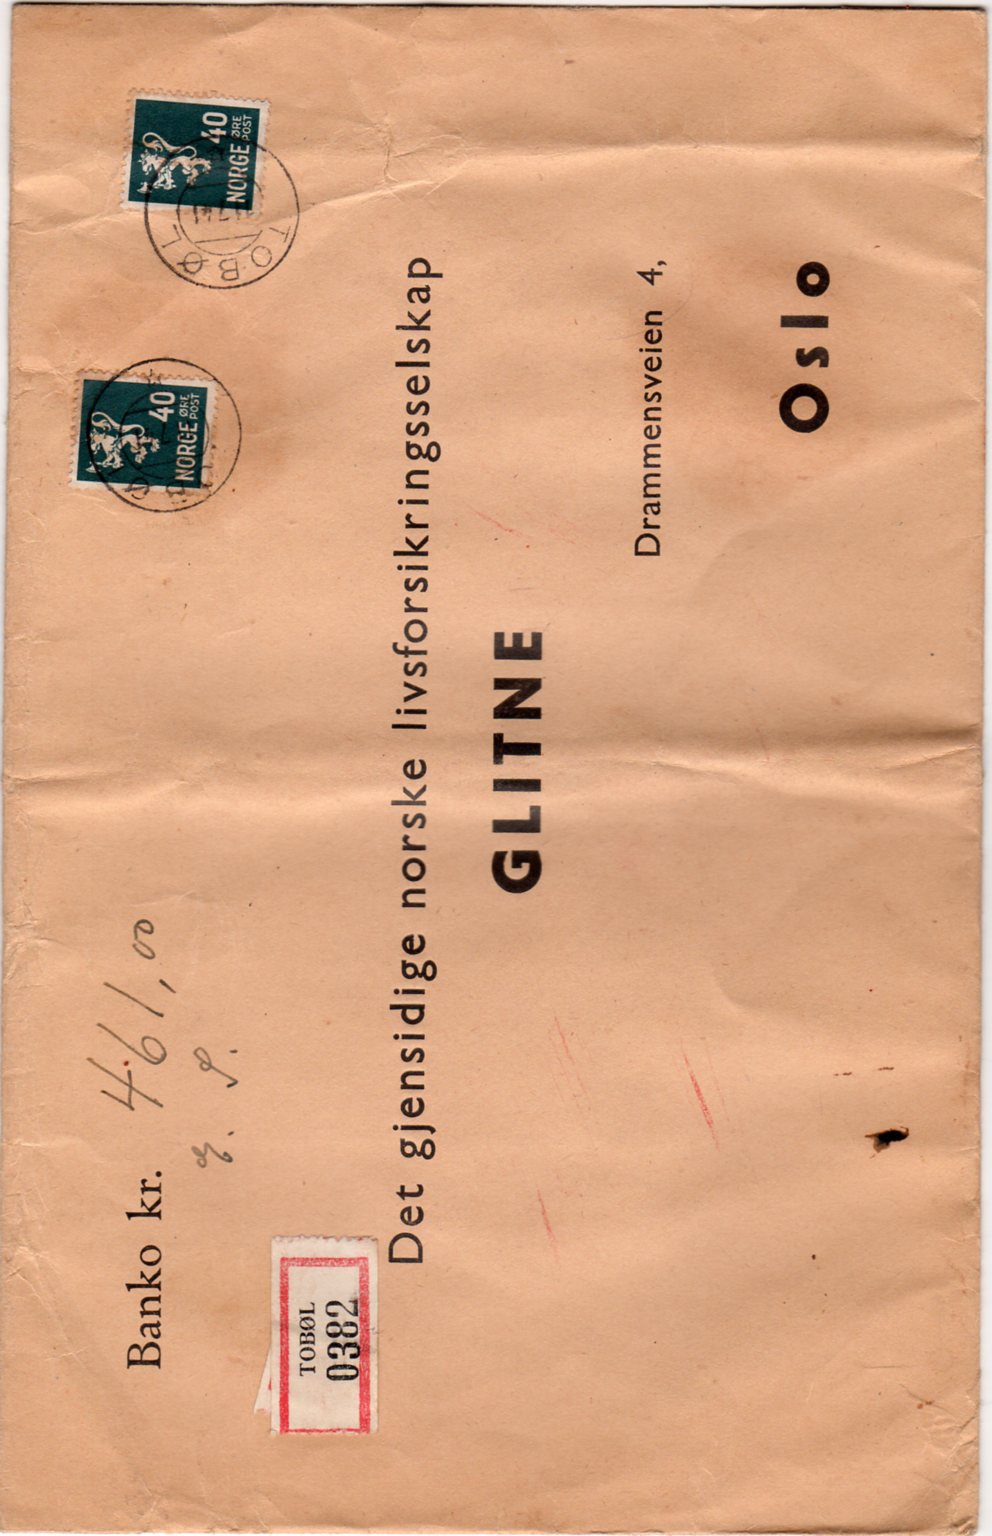 Banko kr. 461,00
TOBØL
0382
NORGE 40 ØRE POST
TOBØL
NORGE 40 ØRE POST
Det gjensidige norske livsforsikringsselskap
GLITNE
Drammensveien 4,
Oslo